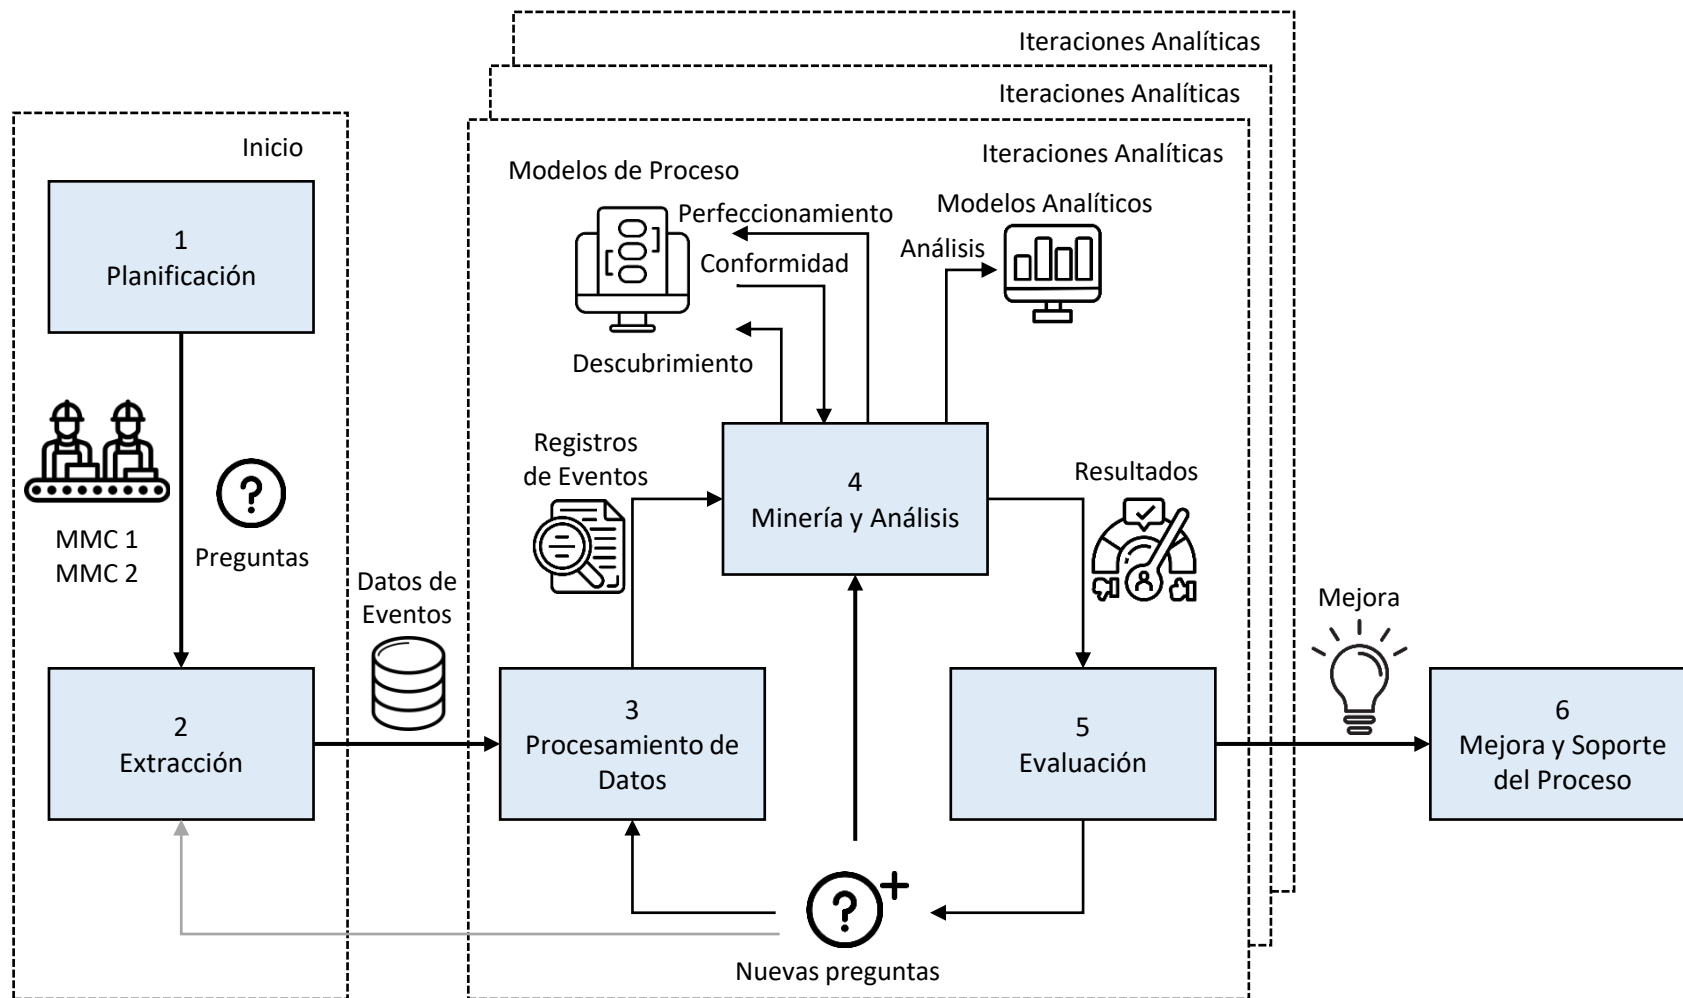 Iteraciones Analíticas
Iteraciones Analíticas
Iteraciones Analíticas
Inicio
1
Planificación
MMC 1
MMC 2
?
Preguntas
2
Extracción
Datos de
Eventos
Modelos de Proceso
Perfeccionamiento
Conformidad
Descubrimiento
Modelos Analíticos
Análisis
Registros
de Eventos
4
Minería y Análisis
Resultados
3
Procesamiento de
Datos
5
Evaluación
?+
Nuevas preguntas
Mejora
6
Mejora y Soporte
del Proceso